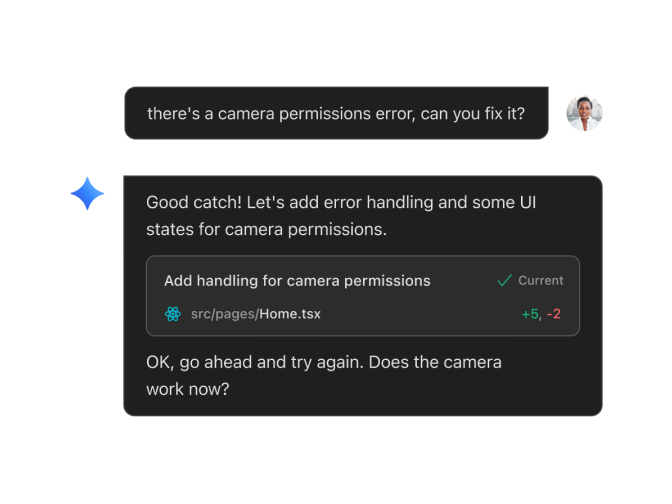 there's a camera permissions error, can you fix it?
Good catch! Let's add error handling and some UI
states for camera permissions.
Add handling for camera permissions
Current
src/pages/Home.tsx
+5, -2
OK, go ahead and try again. Does the camera
work now?